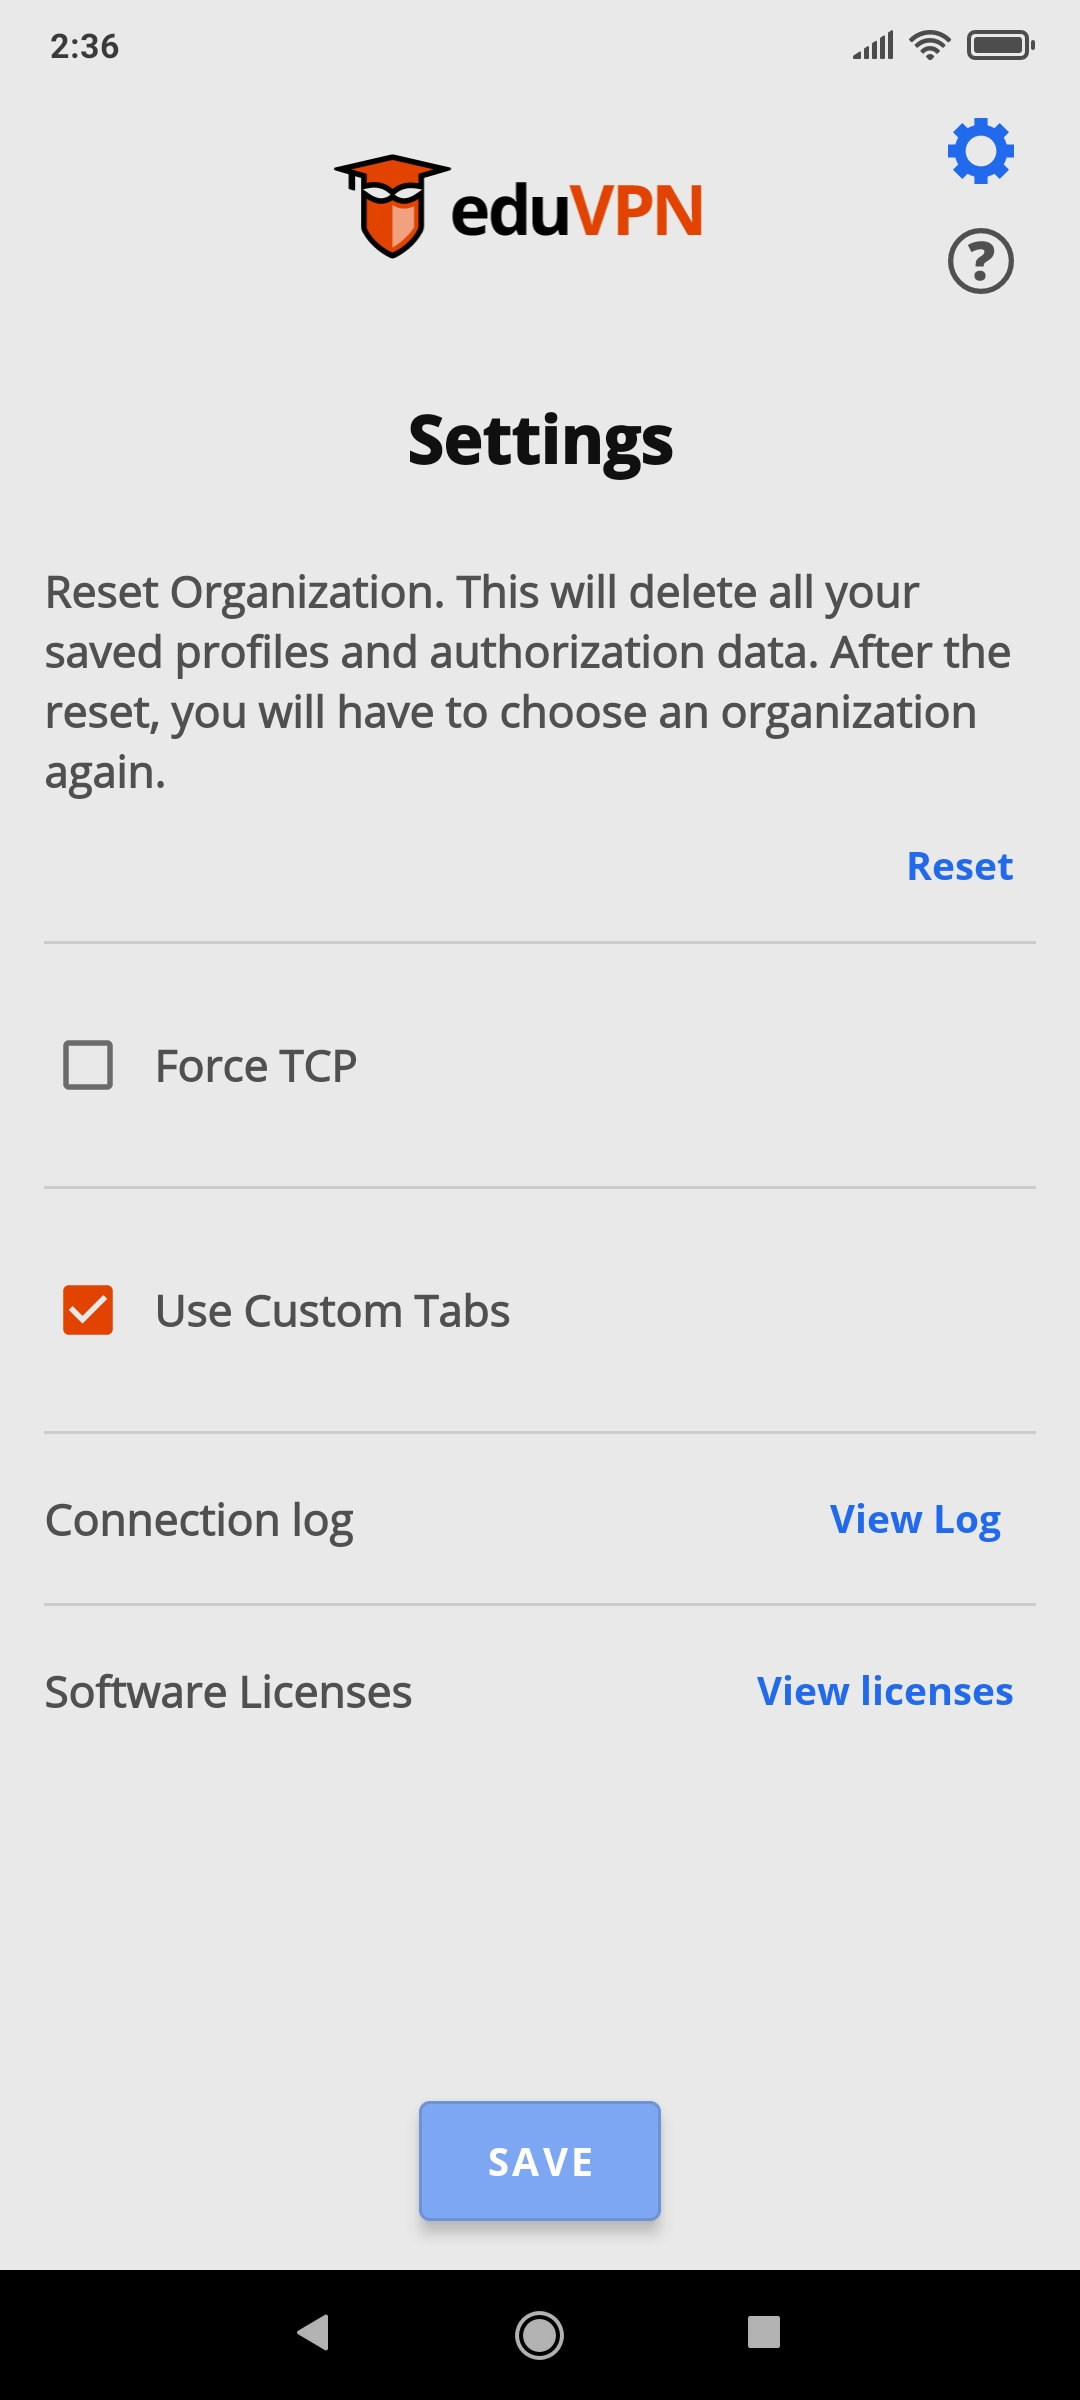 2:36
eduVPN
?
Settings
Reset Organization. This will delete all your
saved profiles and authorization data. After the
reset, you will have to choose an organization
again.
Reset
Force TCP
Use Custom Tabs
Connection log
View Log
Software Licenses
View licenses
SAVE